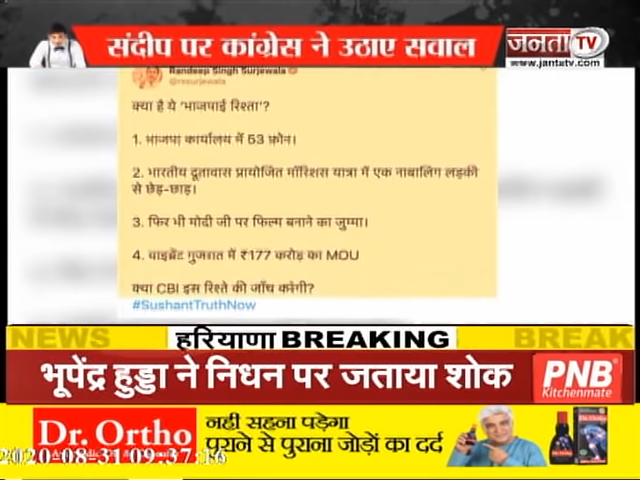 संदीप पर कांग्रेस ने उठाए सवाल
जनता TV
www.jantatv.com
Randeep Singh Surjewala
@rssurjewala
क्या है ये 'भाजपाई रिश्ता'?
1. भाजपा कार्यालय में 53 फ़ोन।
2. भारतीय दूतावास प्रायोजित मॉरिशस यात्रा में एक नाबालिग लड़की
से छेड़-छाड़।
3. फिर भी मोदी जी पर फिल्म बनाने का जुम्मा।
4. वाइब्रेंट गुजरात में ₹177 करोड़ का MOU
क्या CBI इस रिश्ते की जाँच करेगी?
#SushantTruthNow
NEWS
हरियाणा BREAKING
BREAK
भूपेंद्र हुड्डा ने निधन पर जताया शोक
PNB
Kitchenmate
Dr. Ortho
नहीं सहना पड़ेगा
पुराने से पुराना जोड़ों का दर्द
2020-08-31 09:37:16